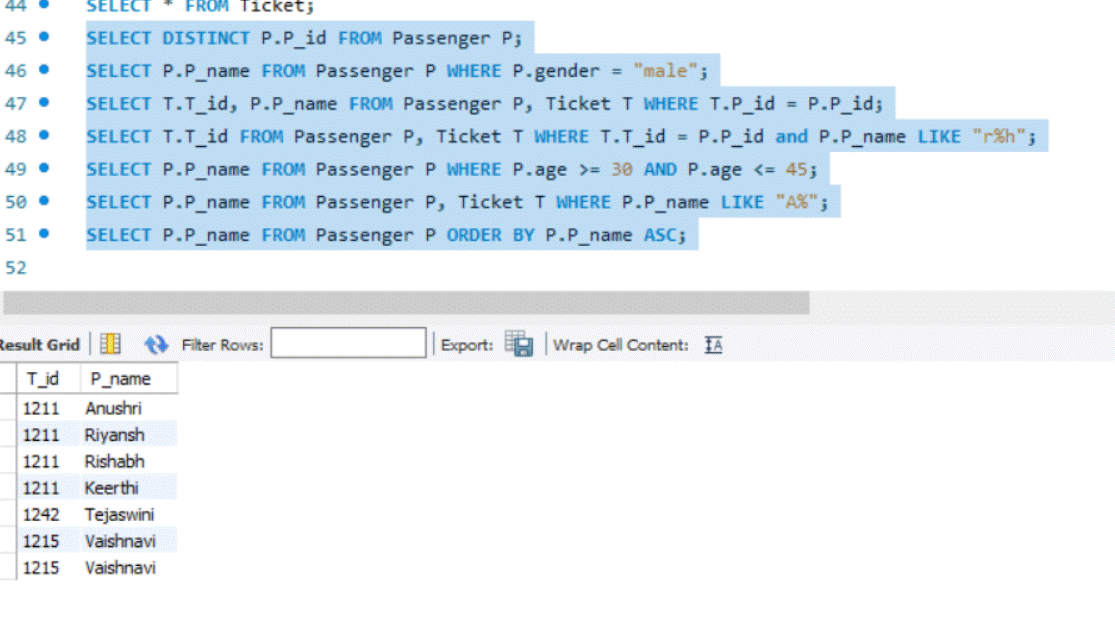 44 SELECT * FROM Ticket;
45 SELECT DISTINCT P.P_id FROM Passenger P;
46 SELECT P.P_name FROM Passenger P WHERE P.gender = "male";
47 SELECT T.T_id, P.P_name FROM Passenger P, Ticket T WHERE T.P_id = P.P_id;
48 SELECT T.T_id FROM Passenger P, Ticket T WHERE T.T_id = P.P_id and P.P_name LIKE "r%h";
49 SELECT P.P_name FROM Passenger P WHERE P.age >= 30 AND P.age <= 45;
50 SELECT P.P_name FROM Passenger P, Ticket T WHERE P.P_name LIKE "A%";
51 SELECT P.P_name FROM Passenger P ORDER BY P.P_name ASC;
52
Result Grid Filter Rows: Export: Wrap Cell Content: IA
T_id P_name
1211 Anushri
1211 Riyansh
1211 Rishabh
1211 Keerthi
1242 Tejaswini
1215 Vaishnavi
1215 Vaishnavi